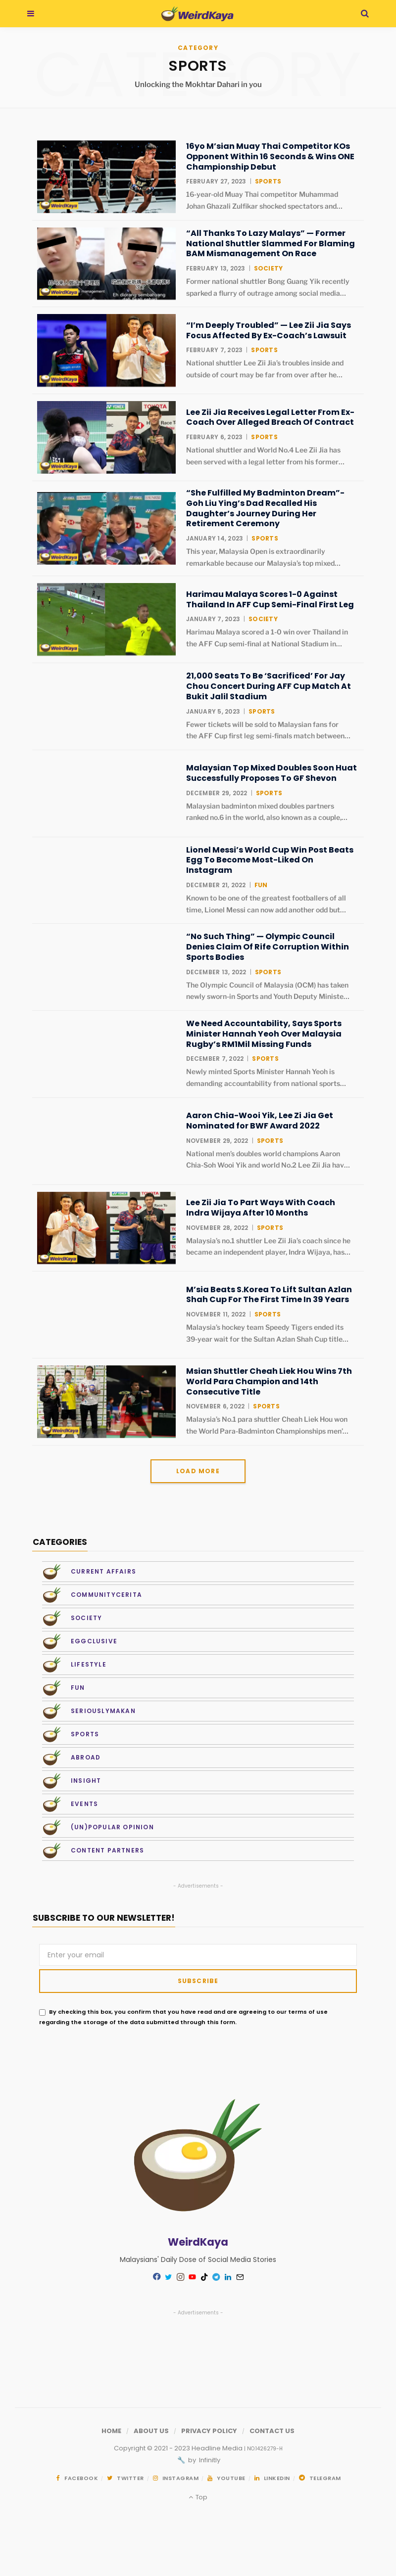 WeirdKaya
CATEGORY
CATEGORY
SPORTS
Unlocking the Mokhtar Dahari in you
16yo M’sian Muay Thai Competitor KOs
Opponent Within 16 Seconds & Wins ONE
Championship Debut
FEBRUARY 27, 2023 | SPORTS
16-year-old Muay Thai competitor Muhammad
Johan Ghazali Zulfikar shocked spectators and…
WeirdKaya
“All Thanks To Lazy Malays” — Former
National Shuttler Slammed For Blaming
BAM Mismanagement On Race
FEBRUARY 13, 2023 | SOCIETY
Former national shuttler Bong Guang Yik recently
sparked a flurry of outrage among social media…
WeirdKaya
“I’m Deeply Troubled” — Lee Zii Jia Says
Focus Affected By Ex-Coach’s Lawsuit
FEBRUARY 7, 2023 | SPORTS
National shuttler Lee Zii Jia’s troubles inside and
outside of court may be far from over after he…
WeirdKaya
Lee Zii Jia Receives Legal Letter From Ex-
Coach Over Alleged Breach Of Contract
FEBRUARY 6, 2023 | SPORTS
National shuttler and World No.4 Lee Zii Jia has
been served with a legal letter from his former…
WeirdKaya
“She Fulfilled My Badminton Dream”-
Goh Liu Ying’s Dad Recalled His
Daughter’s Journey During Her
Retirement Ceremony
JANUARY 14, 2023 | SPORTS
This year, Malaysia Open is extraordinarily
remarkable because our Malaysia’s top mixed…
WeirdKaya
Harimau Malaya Scores 1-0 Against
Thailand In AFF Cup Semi-Final First Leg
JANUARY 7, 2023 | SOCIETY
Harimau Malaya scored a 1-0 win over Thailand in
the AFF Cup semi-final at National Stadium in…
WeirdKaya
21,000 Seats To Be ‘Sacrificed’ For Jay
Chou Concert During AFF Cup Match At
Bukit Jalil Stadium
JANUARY 5, 2023 | SPORTS
Fewer tickets will be sold to Malaysian fans for
the AFF Cup first leg semi-finals match between…
Malaysian Top Mixed Doubles Soon Huat
Successfully Proposes To GF Shevon
DECEMBER 29, 2022 | SPORTS
Malaysian badminton mixed doubles partners
ranked no.6 in the world, also known as a couple,…
Lionel Messi’s World Cup Win Post Beats
Egg To Become Most-Liked On
Instagram
DECEMBER 21, 2022 | FUN
Known to be one of the greatest footballers of all
time, Lionel Messi can now add another odd but…
“No Such Thing” — Olympic Council
Denies Claim Of Rife Corruption Within
Sports Bodies
DECEMBER 13, 2022 | SPORTS
The Olympic Council of Malaysia (OCM) has taken
newly sworn-in Sports and Youth Deputy Ministe…
We Need Accountability, Says Sports
Minister Hannah Yeoh Over Malaysia
Rugby’s RM1Mil Missing Funds
DECEMBER 7, 2022 | SPORTS
Newly minted Sports Minister Hannah Yeoh is
demanding accountability from national sports…
Aaron Chia-Wooi Yik, Lee Zi Jia Get
Nominated for BWF Award 2022
NOVEMBER 29, 2022 | SPORTS
National men’s doubles world champions Aaron
Chia-Soh Wooi Yik and world No.2 Lee Zii Jia hav…
Lee Zii Jia To Part Ways With Coach
Indra Wijaya After 10 Months
NOVEMBER 28, 2022 | SPORTS
Malaysia’s no.1 shuttler Lee Zii Jia’s coach since he
became an independent player, Indra Wijaya, has…
WeirdKaya
M’sia Beats S.Korea To Lift Sultan Azlan
Shah Cup For The First Time In 39 Years
NOVEMBER 11, 2022 | SPORTS
Malaysia’s hockey team Speedy Tigers ended its
39-year wait for the Sultan Azlan Shah Cup title…
Msian Shuttler Cheah Liek Hou Wins 7th
World Para Champion and 14th
Consecutive Title
NOVEMBER 8, 2022 | SPORTS
Malaysia’s No.1 para shuttler Cheah Liek Hou won
the World Para-Badminton Championships men’…
WeirdKaya
LOAD MORE
CATEGORIES
CURRENT AFFAIRS
COMMUNITYCERITA
SOCIETY
EGGCLUSIVE
LIFESTYLE
FUN
SERIOUSLYMAKAN
SPORTS
ABROAD
INSIGHT
EVENTS
(UN)POPULAR OPINION
CONTENT PARTNERS
- Advertisements -
SUBSCRIBE TO OUR NEWSLETTER!
Enter your email
SUBSCRIBE
By checking this box, you confirm that you have read and are agreeing to our terms of use
regarding the storage of the data submitted through this form.
WeirdKaya
Malaysians' Daily Dose of Social Media Stories
- Advertisements -
HOME / ABOUT US / PRIVACY POLICY / CONTACT US
Copyright © 2021 - 2023 Headline Media | NO.1426279-H
by Infinitly
FACEBOOK TWITTER INSTAGRAM YOUTUBE LINKEDIN TELEGRAM
Top